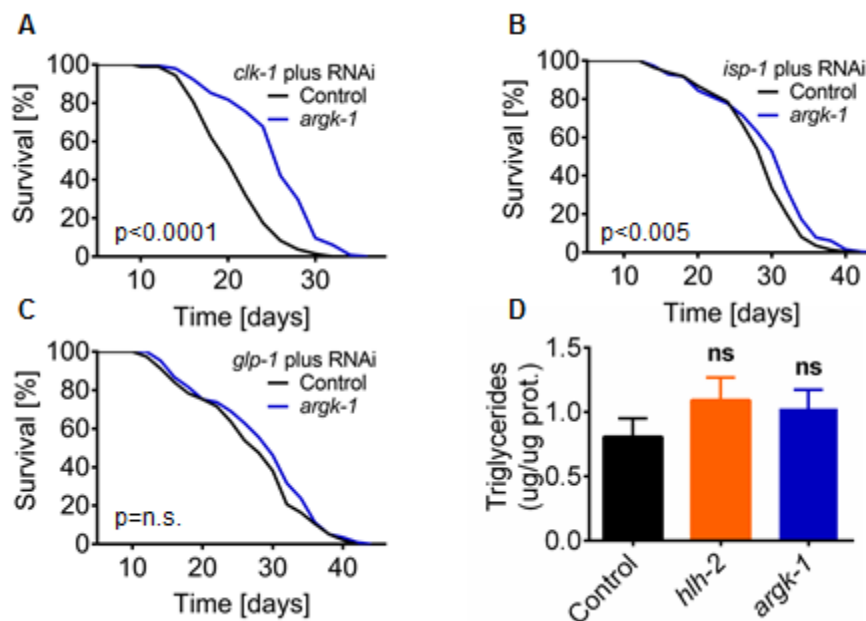 A
Survival [%]
100
80
60
40
20
0
clk-1 plus RNAi
Control
argk-1
p<0.0001
10
20
30
Time [days]
B
Survival [%]
100
80
60
40
20
0
isp-1 plus RNAi
Control
argk-1
p<0.005
10
20
30
40
Time [days]
C
Survival [%]
100
80
60
40
20
0
glp-1 plus RNAi
Control
argk-1
p=n.s.
10
20
30
40
Time [days]
D
Triglycerides
(ug/ug prot.)
1.5
1.0
0.5
0.0
ns
ns
Control
hlh-2
argk-1